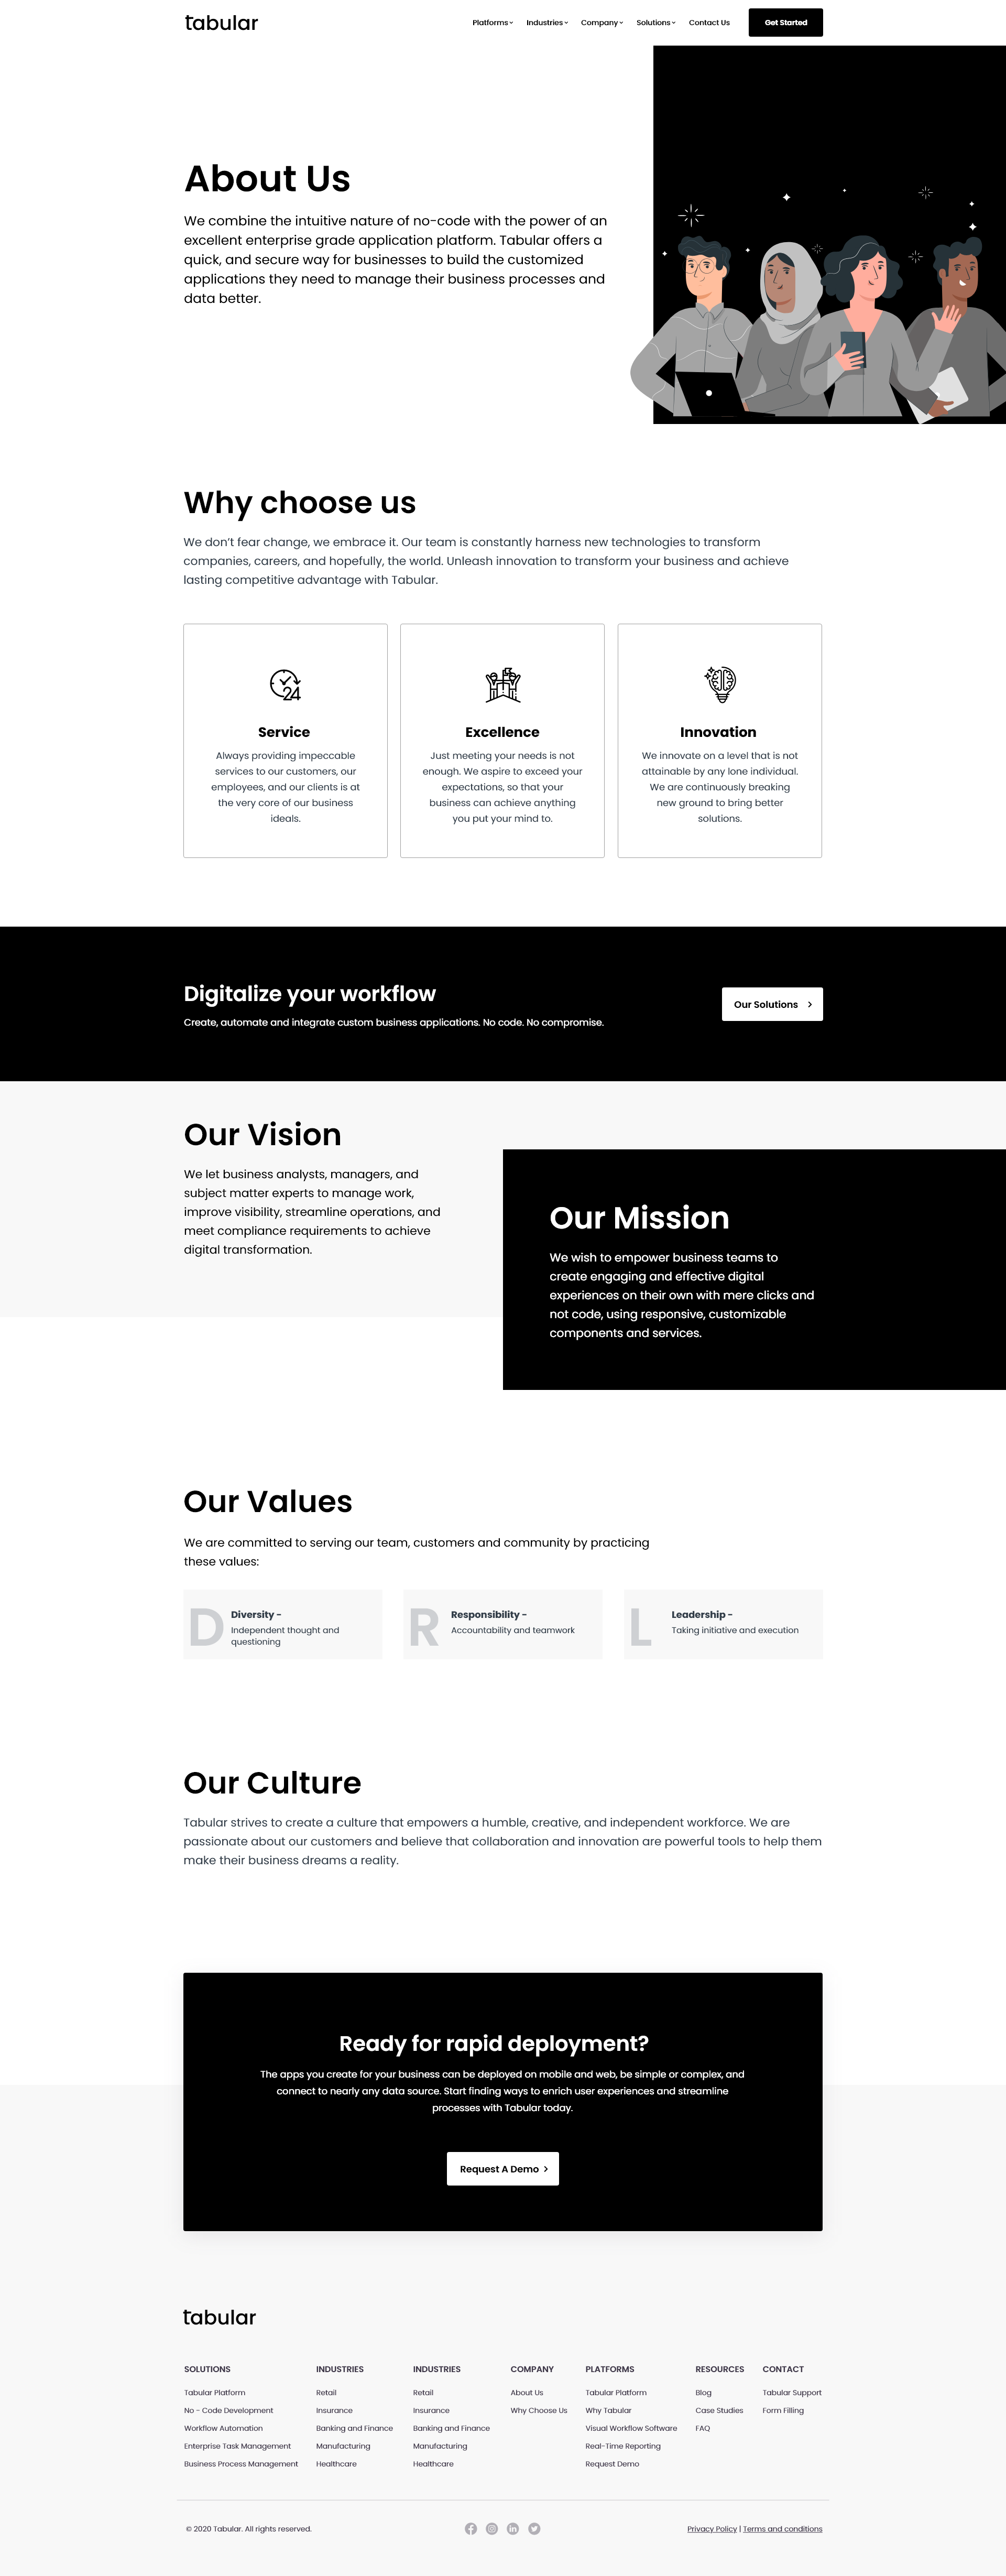 tabular
Platforms
Industries
Company
Solutions
Contact Us
Get Started
About Us
We combine the intuitive nature of no-code with the power of an
excellent enterprise grade application platform. Tabular offers a
quick, and secure way for businesses to build the customized
applications they need to manage their business processes and
data better.
Why choose us
We don’t fear change, we embrace it. Our team is constantly harness new technologies to transform
companies, careers, and hopefully, the world. Unleash innovation to transform your business and achieve
lasting competitive advantage with Tabular.
24
Service
Always providing impeccable
services to our customers, our
employees, and our clients is at
the very core of our business
ideals.
Excellence
Just meeting your needs is not
enough. We aspire to exceed your
expectations, so that your
business can achieve anything
you put your mind to.
Innovation
We innovate on a level that is not
attainable by any lone individual.
We are continuously breaking
new ground to bring better
solutions.
Digitalize your workflow
Create, automate and integrate custom business applications. No code. No compromise.
Our Solutions
Our Vision
We let business analysts, managers, and
subject matter experts to manage work,
improve visibility, streamline operations, and
meet compliance requirements to achieve
digital transformation.
Our Mission
We wish to empower business teams to
create engaging and effective digital
experiences on their own with mere clicks and
not code, using responsive, customizable
components and services.
Our Values
We are committed to serving our team, customers and community by practicing
these values:
D
Diversity -
Independent thought and
questioning
R
Responsibility -
Accountability and teamwork
L
Leadership -
Taking initiative and execution
Our Culture
Tabular strives to create a culture that empowers a humble, creative, and independent workforce. We are
passionate about our customers and believe that collaboration and innovation are powerful tools to help them
make their business dreams a reality.
Ready for rapid deployment?
The apps you create for your business can be deployed on mobile and web, be simple or complex, and
connect to nearly any data source. Start finding ways to enrich user experiences and streamline
processes with Tabular today.
Request A Demo
tabular
SOLUTIONS
Tabular Platform
No - Code Development
Workflow Automation
Enterprise Task Management
Business Process Management
INDUSTRIES
Retail
Insurance
Banking and Finance
Manufacturing
Healthcare
INDUSTRIES
Retail
Insurance
Banking and Finance
Manufacturing
Healthcare
COMPANY
About Us
Why Choose Us
PLATFORMS
Tabular Platform
Why Tabular
Visual Workflow Software
Real-Time Reporting
Request Demo
RESOURCES
Blog
Case Studies
FAQ
CONTACT
Tabular Support
Form Filling
© 2020 Tabular. All rights reserved.
Privacy Policy | Terms and conditions